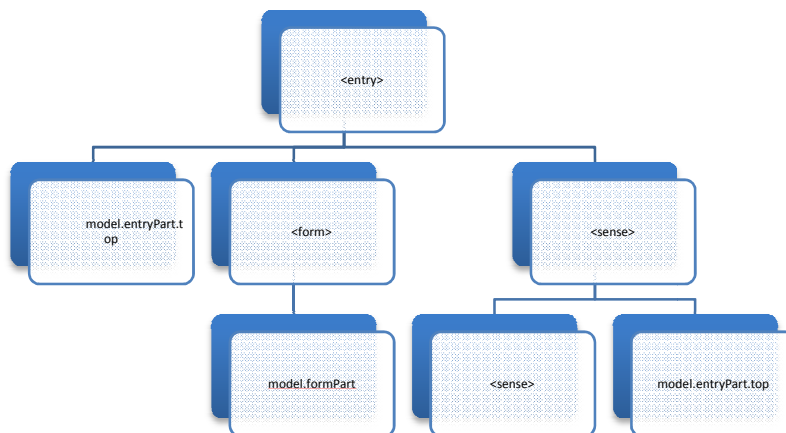 <entry>
model.entryPart.t
op
<form>
<sense>
model.formPart
<sense>
model.entryPart.top